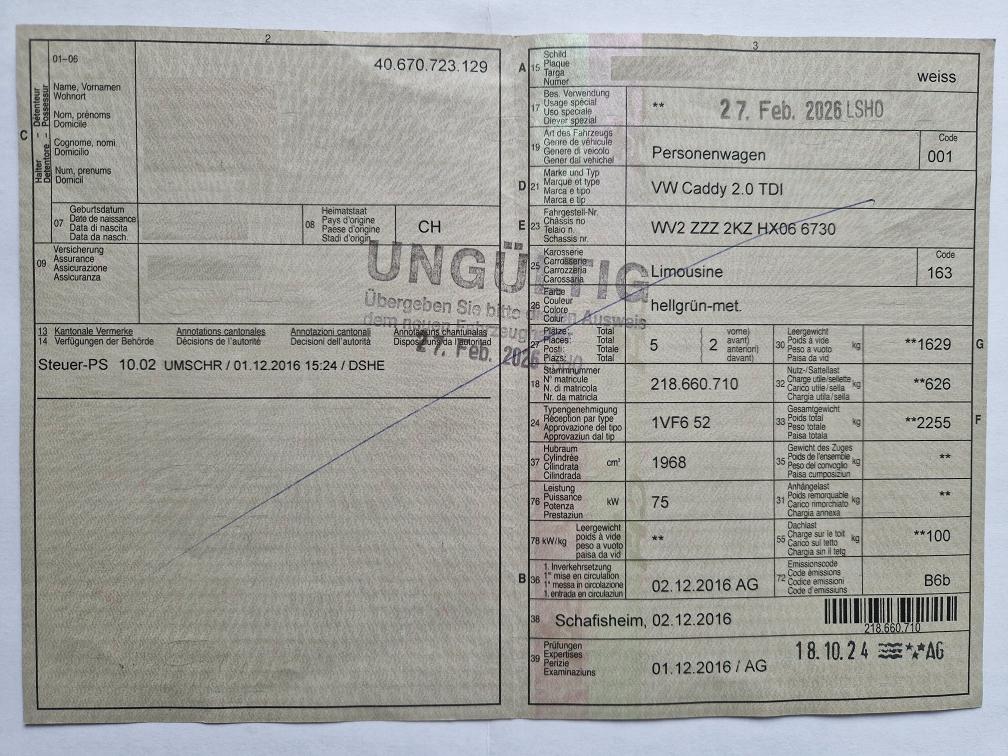 2
01–06
40.670.723.129
C
Halter – Détenteur
Detentore – Possessur
Name, Vornamen
Wohnort
Nom, prénoms
Domicile
Cognome, nomi
Domicilio
Num, prenums
Domicil
07
Geburtsdatum
Date de naissance
Data di nascita
Data da nasch.
08
Heimatstaat
Pays d'origine
Paese d'origine
Stadi d'origin
CH
09
Versicherung
Assurance
Assicurazione
Assicuranza
UNGÜLTIG
Übergeben Sie bitte diesen Ausweis
dem neuen Fahrzeug
27. Feb. 2026 LSHO
13
14
Kantonale Vermerke
Verfügungen der Behörde
Annotations cantonales
Décisions de l'autorité
Annotazioni cantonali
Decisioni dell'autorità
Annotaziuns chantunalas
Disposiziuns da l'autoritad
Steuer-PS 10.02 UMSCHR / 01.12.2016 15:24 / DSHE
3
A 15
Schild
Plaque
Targa
Numer
weiss
17
Bes. Verwendung
Usage spécial
Uso speciale
Diever spezial
**
27. Feb. 2026 LSHO
19
Art des Fahrzeugs
Genre de véhicule
Genere di veicolo
Gener dal vehichel
Personenwagen
Code
001
D 21
Marke und Typ
Marque et type
Marca e tipo
Marca e tip
VW Caddy 2.0 TDI
E 23
Fahrgestell-Nr.
Châssis no
Telaio n.
Schassis nr.
WV2 ZZZ 2KZ HX06 6730
25
Karosserie
Carrosserie
Carrozzeria
Carossaria
Limousine
Code
163
26
Farbe
Couleur
Colore
Colur
hellgrün-met.
27
Plätze: Total
Places: Total
Posti: Totale
Plazs: Total
5
2
vorne)
avant)
anteriori)
davant)
30
Leergewicht
Poids à vide
Peso a vuoto
Paisa da vid
kg
**1629
G
18
Stammnummer
N° matricule
N. di matricola
Nr. da matricla
218.660.710
32
Nutz-/Sattellast
Charge utile/sellette
Carico utile/sella
Chargia utila/sella
kg
**626
24
Typengenehmigung
Réception par type
Approvazione del tipo
Approvaziun dal tip
1VF6 52
33
Gesamtgewicht
Poids total
Peso totale
Paisa totala
kg
**2255
F
37
Hubraum
Cylindrée
Cilindrata
Cilindrada
cm³
1968
35
Gewicht des Zuges
Poids de l'ensemble
Peso del convoglio
Paisa cumposiziun
kg
**
76
Leistung
Puissance
Potenza
Prestaziun
kW
75
31
Anhängelast
Poids remorquable
Carico rimorchiato
Chargia annexa
kg
**
78 kW/kg
Leergewicht
poids à vide
peso a vuoto
paisa da vid
**
55
Dachlast
Charge sur le toit
Carico sul tetto
Chargia sin il tetg
kg
**100
B 36
1. Inverkehrsetzung
1re mise en circulation
1a messa in circolazione
1. entrada en circulaziun
02.12.2016 AG
72
Emissionscode
Code émissions
Codice emissioni
Code d'emissiuns
B6b
38
Schafisheim, 02.12.2016
218.660.710
39
Prüfungen
Expertises
Perizie
Examinaziuns
01.12.2016 / AG
18.10.24 AG